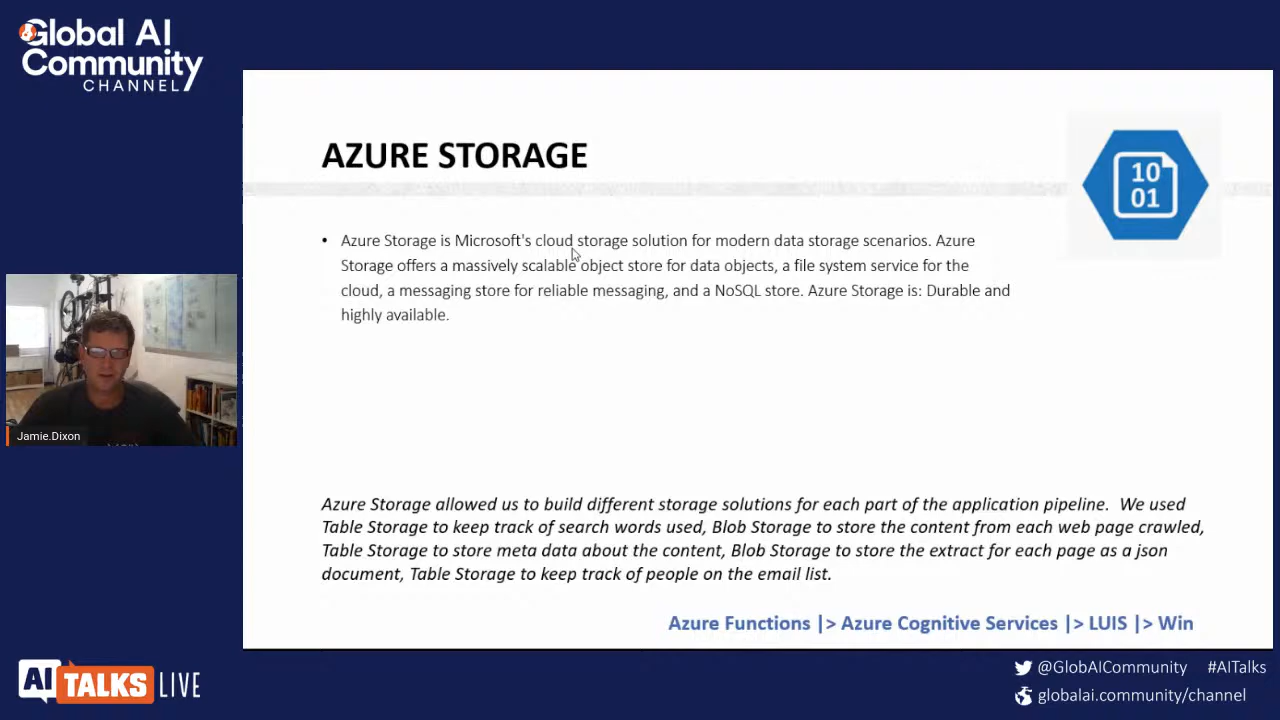 Global AI
Community
CHANNEL
AZURE STORAGE
10
01
• Azure Storage is Microsoft's cloud storage solution for modern data storage scenarios. Azure
Storage offers a massively scalable object store for data objects, a file system service for the
cloud, a messaging store for reliable messaging, and a NoSQL store. Azure Storage is: Durable and
highly available.
Jamie.Dixon
Azure Storage allowed us to build different storage solutions for each part of the application pipeline. We used
Table Storage to keep track of search words used, Blob Storage to store the content from each web page crawled,
Table Storage to store meta data about the content, Blob Storage to store the extract for each page as a json
document, Table Storage to keep track of people on the email list.
Azure Functions |> Azure Cognitive Services |> LUIS |> Win
AI TALKS LIVE
@GlobAICommunity #AITalks
globalai.community/channel